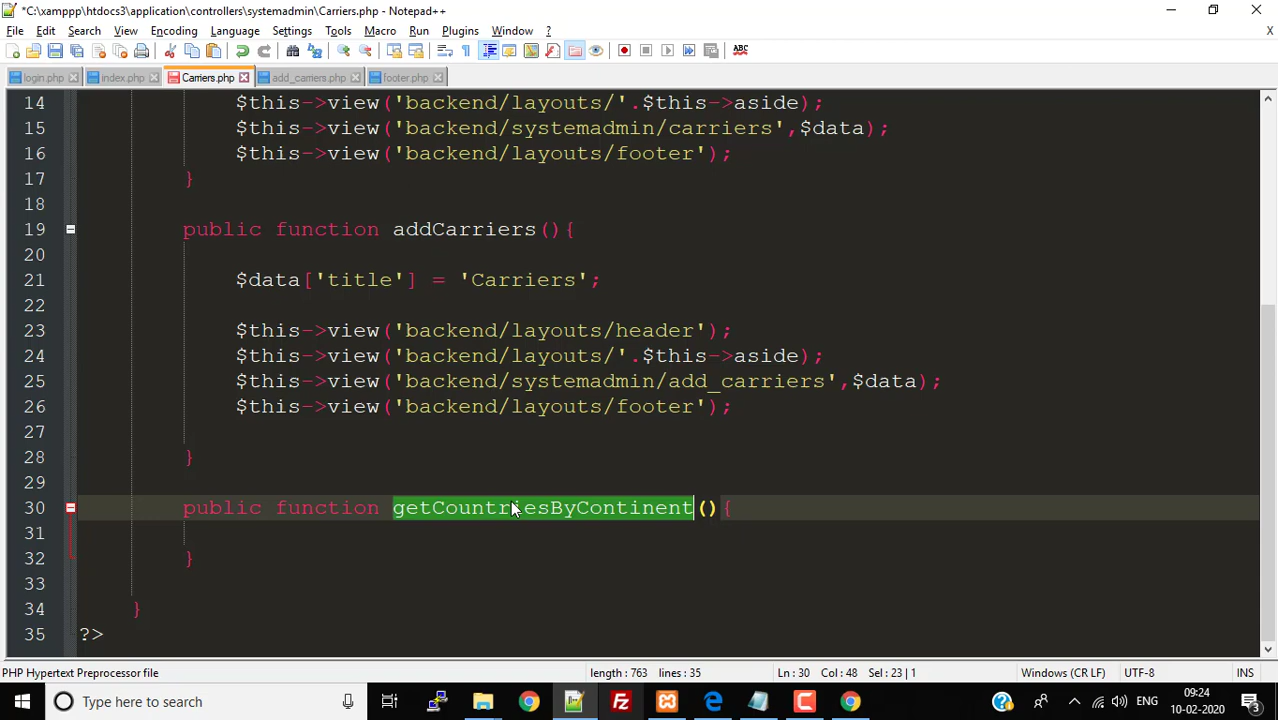 *C:\xamppp\htdocs3\application\controllers\systemadmin\Carriers.php - Notepad++
File Edit Search View Encoding Language Settings Tools Macro Run Plugins Window ? X
login.php index.php Carriers.php add_carriers.php footer.php
14 $this->view('backend/layouts/'.$this->aside);
15 $this->view('backend/systemadmin/carriers',$data);
16 $this->view('backend/layouts/footer');
17 }
18
19 public function addCarriers(){
20
21 $data['title'] = 'Carriers';
22
23 $this->view('backend/layouts/header');
24 $this->view('backend/layouts/'.$this->aside);
25 $this->view('backend/systemadmin/add_carriers',$data);
26 $this->view('backend/layouts/footer');
27
28 }
29
30 public function getCountriesByContinent(){
31
32 }
33
34 }
35 ?>
PHP Hypertext Preprocessor file length : 763 lines : 35 Ln : 30 Col : 48 Sel : 23 | 1 Windows (CR LF) UTF-8 INS
Type here to search ENG 09:24
10-02-2020 3